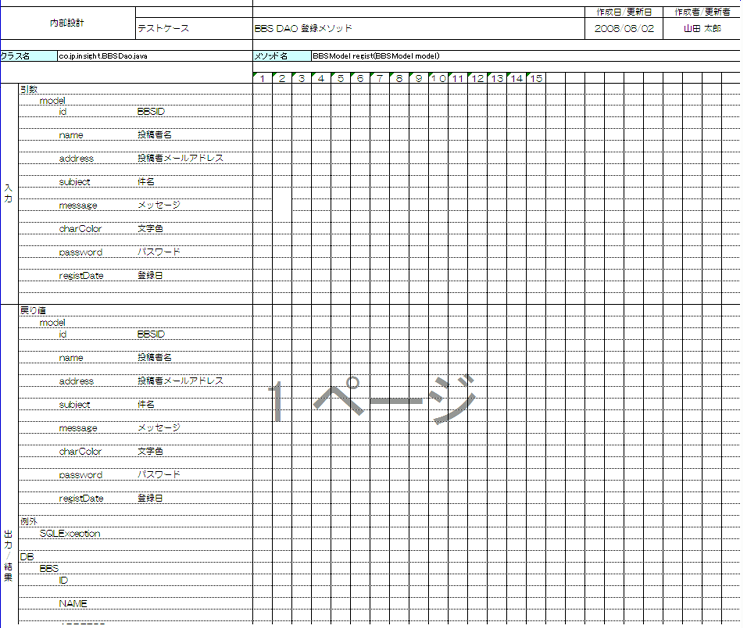 内部設計
テストケース
BBS DAO 登録メソッド
作成日/更新日
作成者/更新者
2008/08/02
山田 太郎
クラス名
co.jp.insight.BBSDao.java
メソッド名
BBSModel regist(BBSModel model)
1 2 3 4 5 6 7 8 9 10 11 12 13 14 15
入力
引数
model
id BBSID
name 投稿者名
address 投稿者メールアドレス
subject 件名
message メッセージ
charColor 文字色
password パスワード
registDate 登録日
出力/結果
戻り値
model
id BBSID
name 投稿者名
address 投稿者メールアドレス
subject 件名
message メッセージ
charColor 文字色
password パスワード
registDate 登録日
1 ページ
例外
SQLException
DB
BBS
ID
NAME